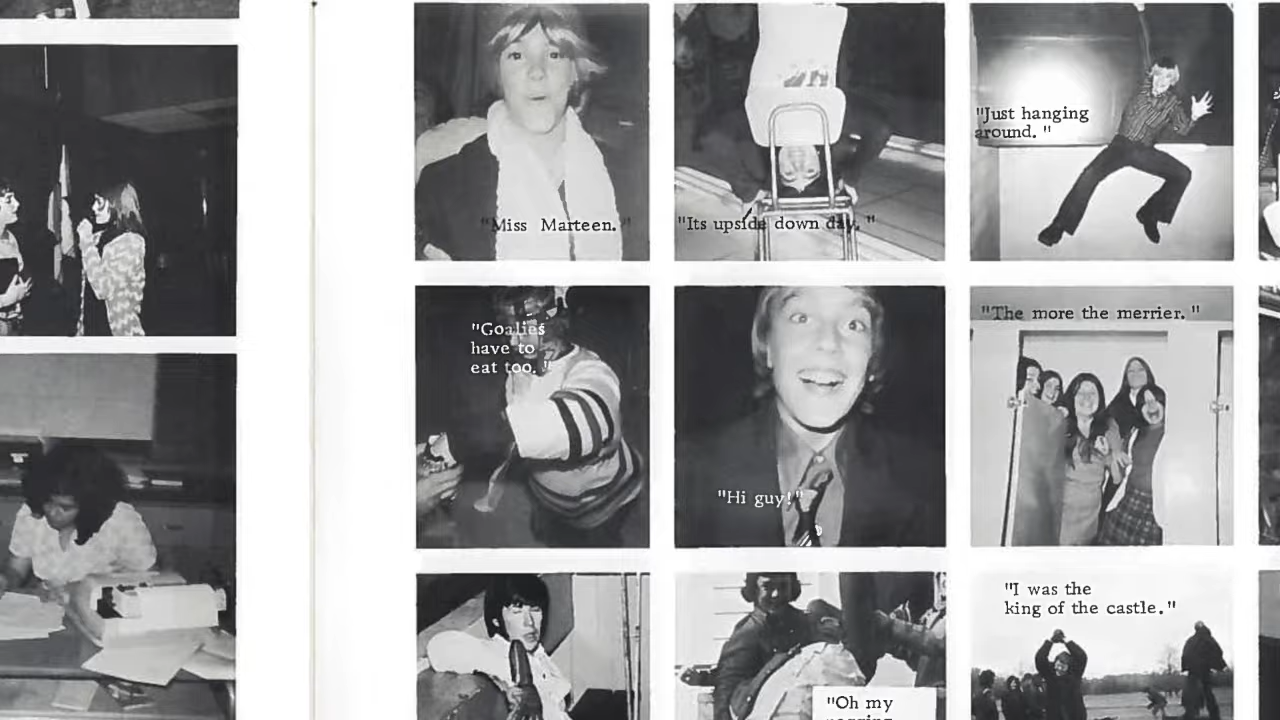 "Miss Marteen."
"Its upside down day."
"Just hanging
around."
"Goalies
have to
eat too."
"Hi guy!"
"The more the merrier."
"I was the
king of the castle."
"Oh my